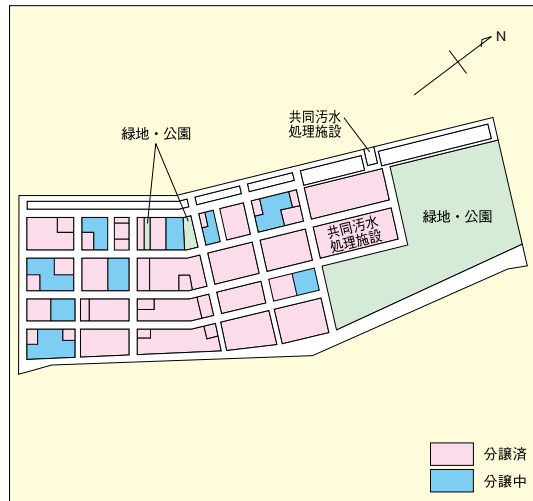 N
共同汚水
処理施設
緑地・公園
緑地・公園
共同汚水
処理施設
分譲済
分譲中